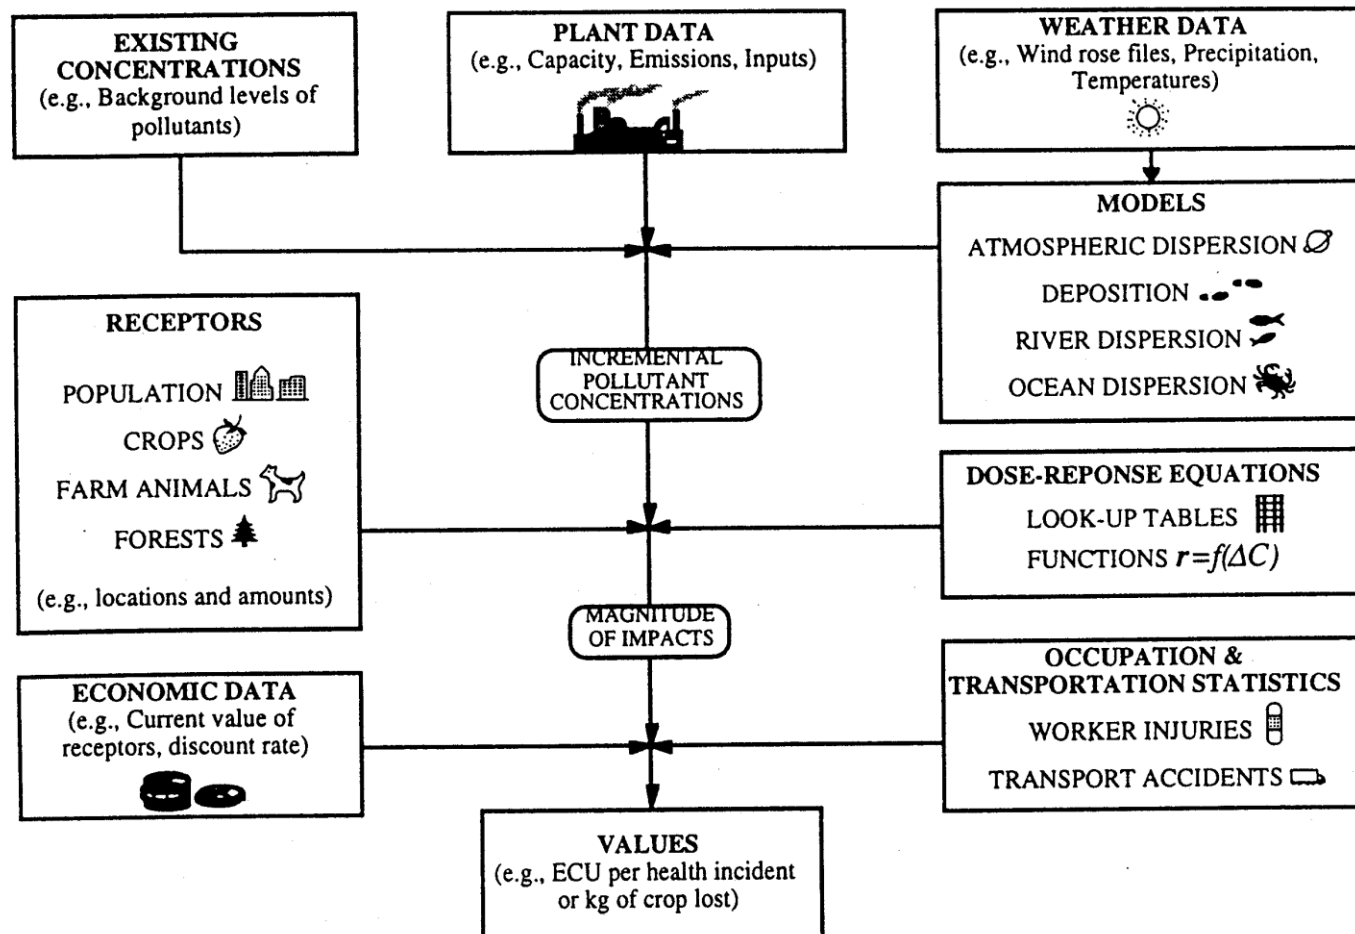 EXISTING
CONCENTRATIONS
(e.g., Background levels of
pollutants)
PLANT DATA
(e.g., Capacity, Emissions, Inputs)
WEATHER DATA
(e.g., Wind rose files, Precipitation,
Temperatures)
MODELS
ATMOSPHERIC DISPERSION
DEPOSITION
RIVER DISPERSION
OCEAN DISPERSION
RECEPTORS
POPULATION
CROPS
FARM ANIMALS
FORESTS
(e.g., locations and amounts)
INCREMENTAL
POLLUTANT
CONCENTRATIONS
DOSE-REPONSE EQUATIONS
LOOK-UP TABLES
FUNCTIONS r=f(ΔC)
MAGNITUDE
OF IMPACTS
ECONOMIC DATA
(e.g., Current value of
receptors, discount rate)
OCCUPATION &
TRANSPORTATION STATISTICS
WORKER INJURIES
TRANSPORT ACCIDENTS
VALUES
(e.g., ECU per health incident
or kg of crop lost)